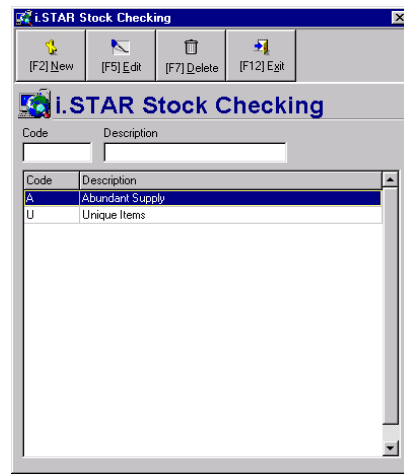 i.STAR Stock Checking
[F2] New [F5] Edit [F7] Delete [F12] Exit
i.STAR Stock Checking
Code Description
Code Description
A Abundant Supply
U Unique Items